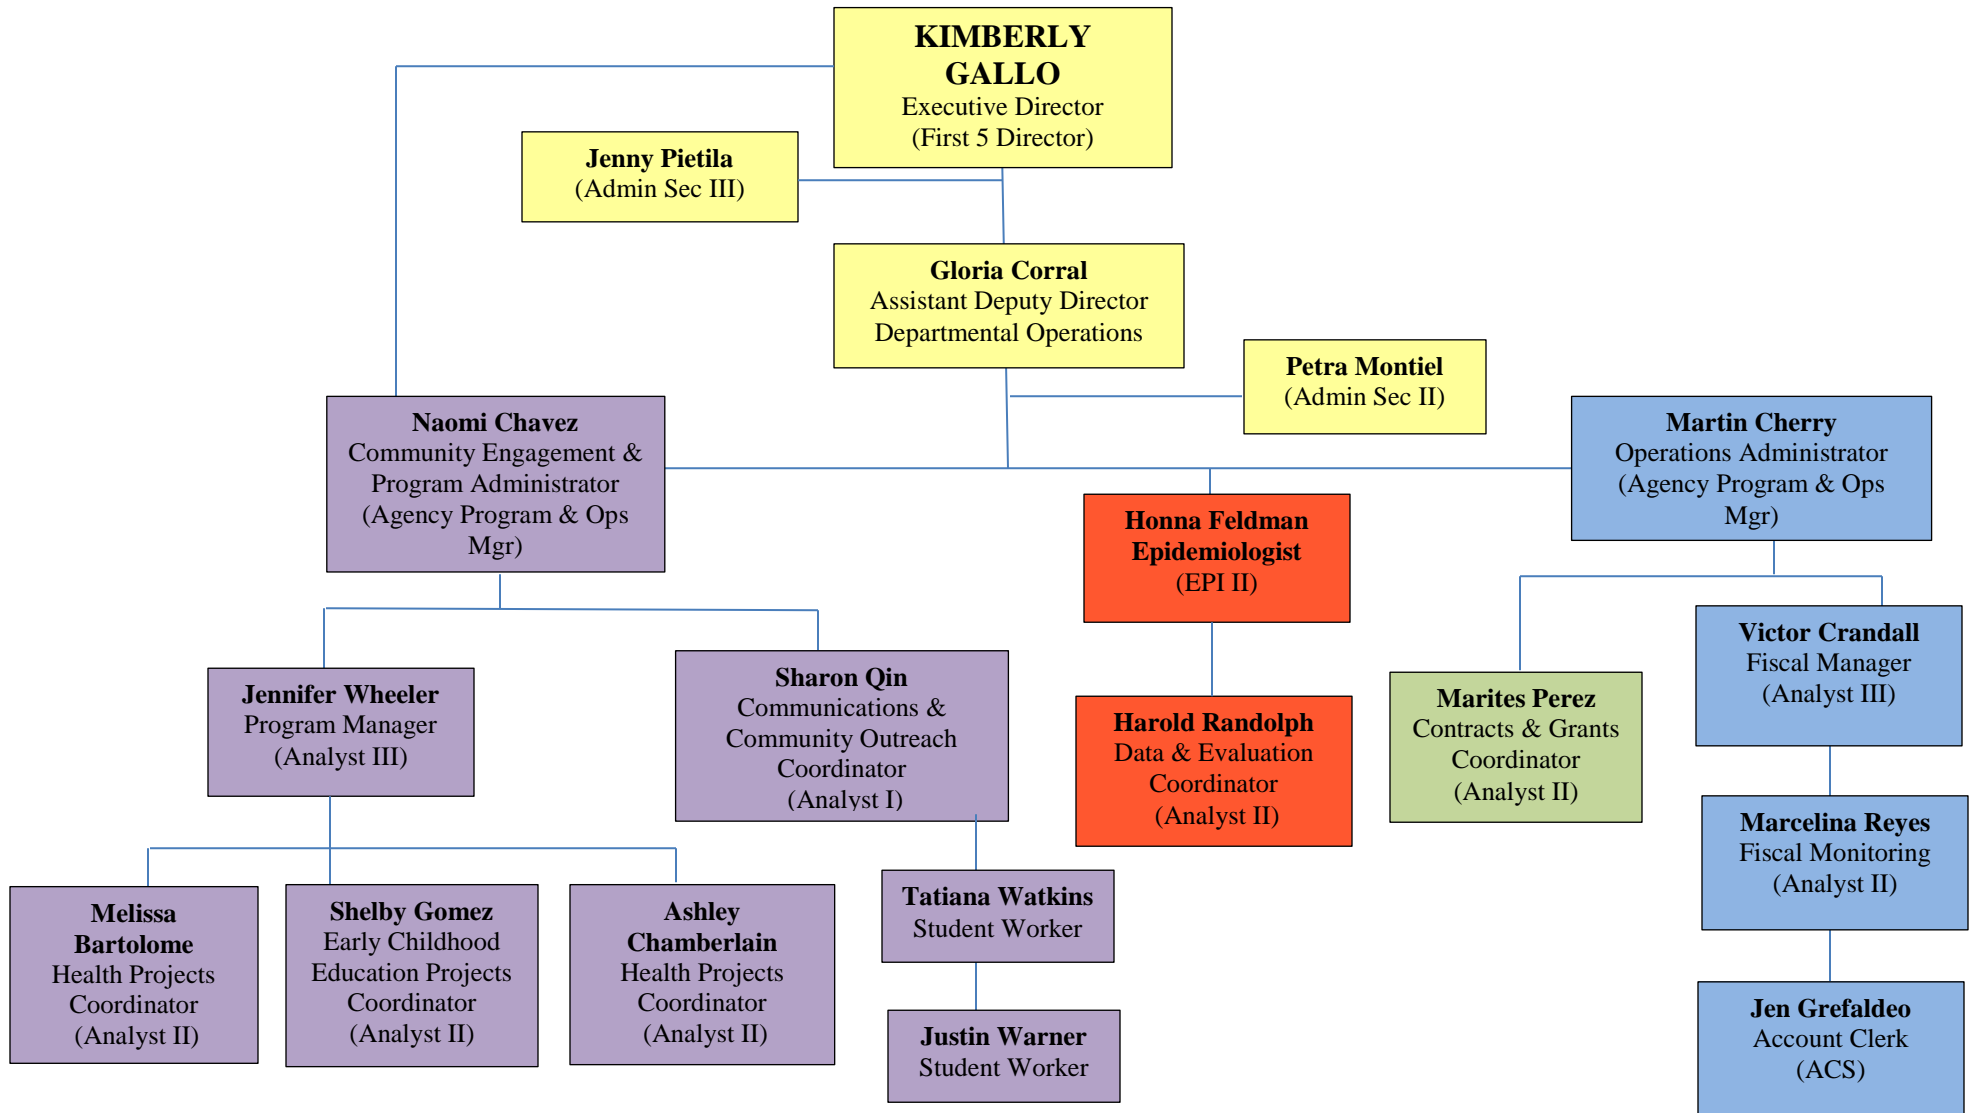 KIMBERLY
GALLO
Executive Director
(First 5 Director)
Jenny Pietila
(Admin Sec III)
Gloria Corral
Assistant Deputy Director
Departmental Operations
Petra Montiel
(Admin Sec II)
Naomi Chavez
Community Engagement &
Program Administrator
(Agency Program & Ops
Mgr)
Martin Cherry
Operations Administrator
(Agency Program & Ops
Mgr)
Honna Feldman
Epidemiologist
(EPI II)
Jennifer Wheeler
Program Manager
(Analyst III)
Sharon Qin
Communications &
Community Outreach
Coordinator
(Analyst I)
Harold Randolph
Data & Evaluation
Coordinator
(Analyst II)
Marites Perez
Contracts & Grants
Coordinator
(Analyst II)
Victor Crandall
Fiscal Manager
(Analyst III)
Marcelina Reyes
Fiscal Monitoring
(Analyst II)
Melissa
Bartolome
Health Projects
Coordinator
(Analyst II)
Shelby Gomez
Early Childhood
Education Projects
Coordinator
(Analyst II)
Ashley
Chamberlain
Health Projects
Coordinator
(Analyst II)
Tatiana Watkins
Student Worker
Justin Warner
Student Worker
Jen Grefaldeo
Account Clerk
(ACS)